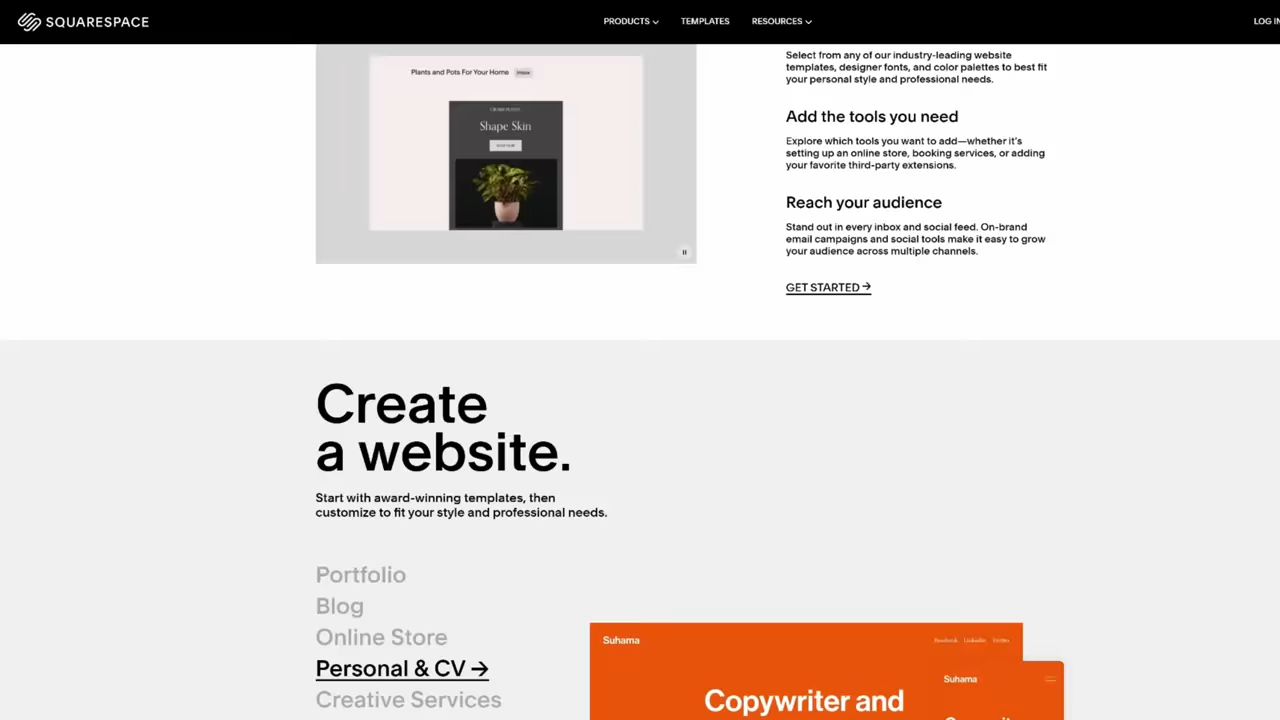 SQUARESPACE
PRODUCTS
TEMPLATES
RESOURCES
LOG IN
Plants and Pots For Your Home
Shape Skin
Select from any of our industry-leading website
templates, designer fonts, and color palettes to best fit
your personal style and professional needs.
Add the tools you need
Explore which tools you want to add—whether it's
setting up an online store, booking services, or adding
your favorite third-party extensions.
Reach your audience
Stand out in every inbox and social feed. On-brand
email campaigns and social tools make it easy to grow
your audience across multiple channels.
GET STARTED →
Create
a website.
Start with award-winning templates, then
customize to fit your style and professional needs.
Portfolio
Blog
Online Store
Personal & CV →
Creative Services
Suhama
Facebook LinkedIn Twitter
Copywriter and
Suhama